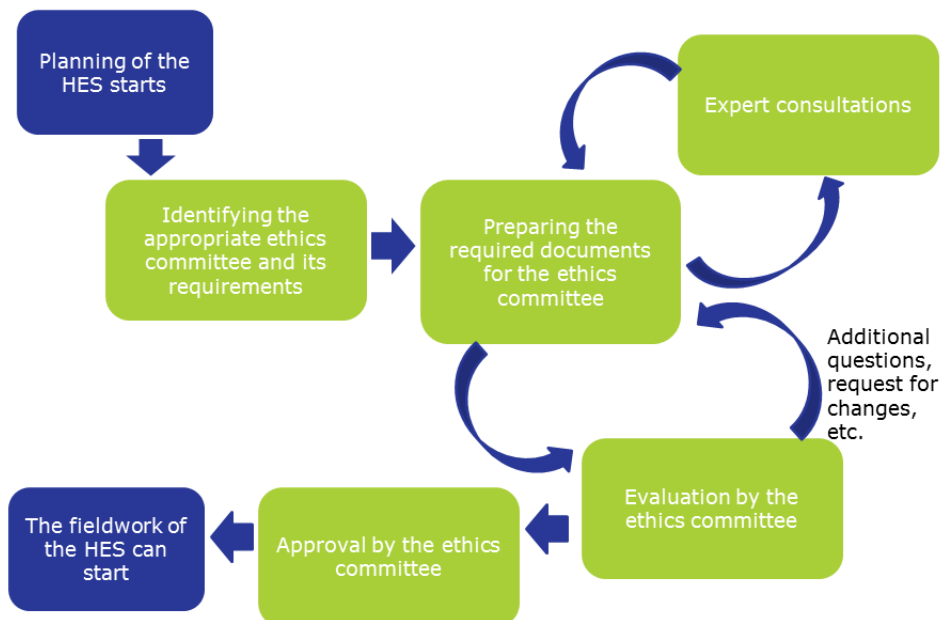 Planning of the
HES starts
Expert consultations
Identifying the
appropriate ethics
committee and its
requirements
Preparing the
required documents
for the ethics
committee
Additional
questions,
request for
changes,
etc.
Evaluation by the
ethics committee
Approval by the ethics
committee
The fieldwork of
the HES can
start